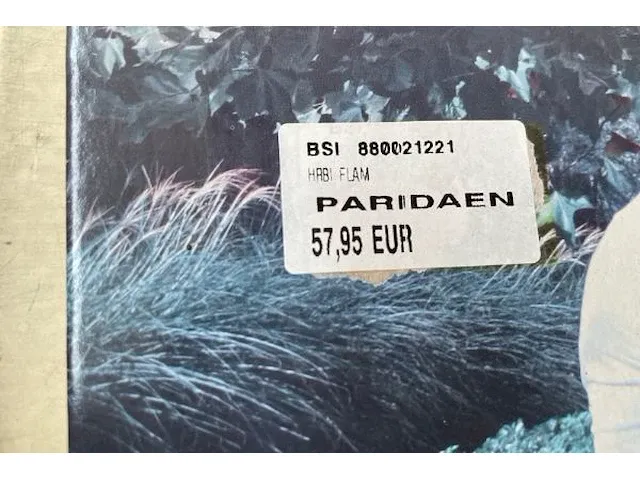 BSI 880021221
HRBI FLAM
PARIDAEN
57,95 EUR